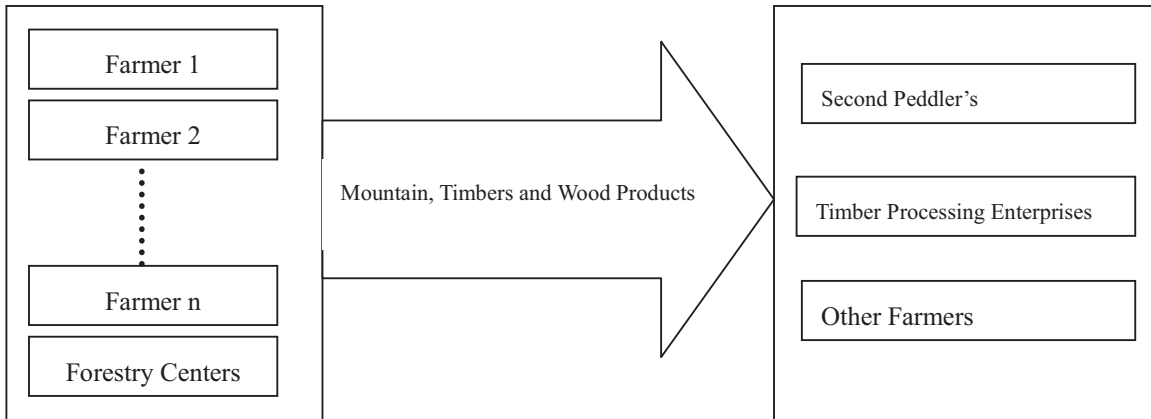 Farmer 1
Farmer 2
Farmer n
Forestry Centers
Mountain, Timbers and Wood Products
Second Peddler’s
Timber Processing Enterprises
Other Farmers